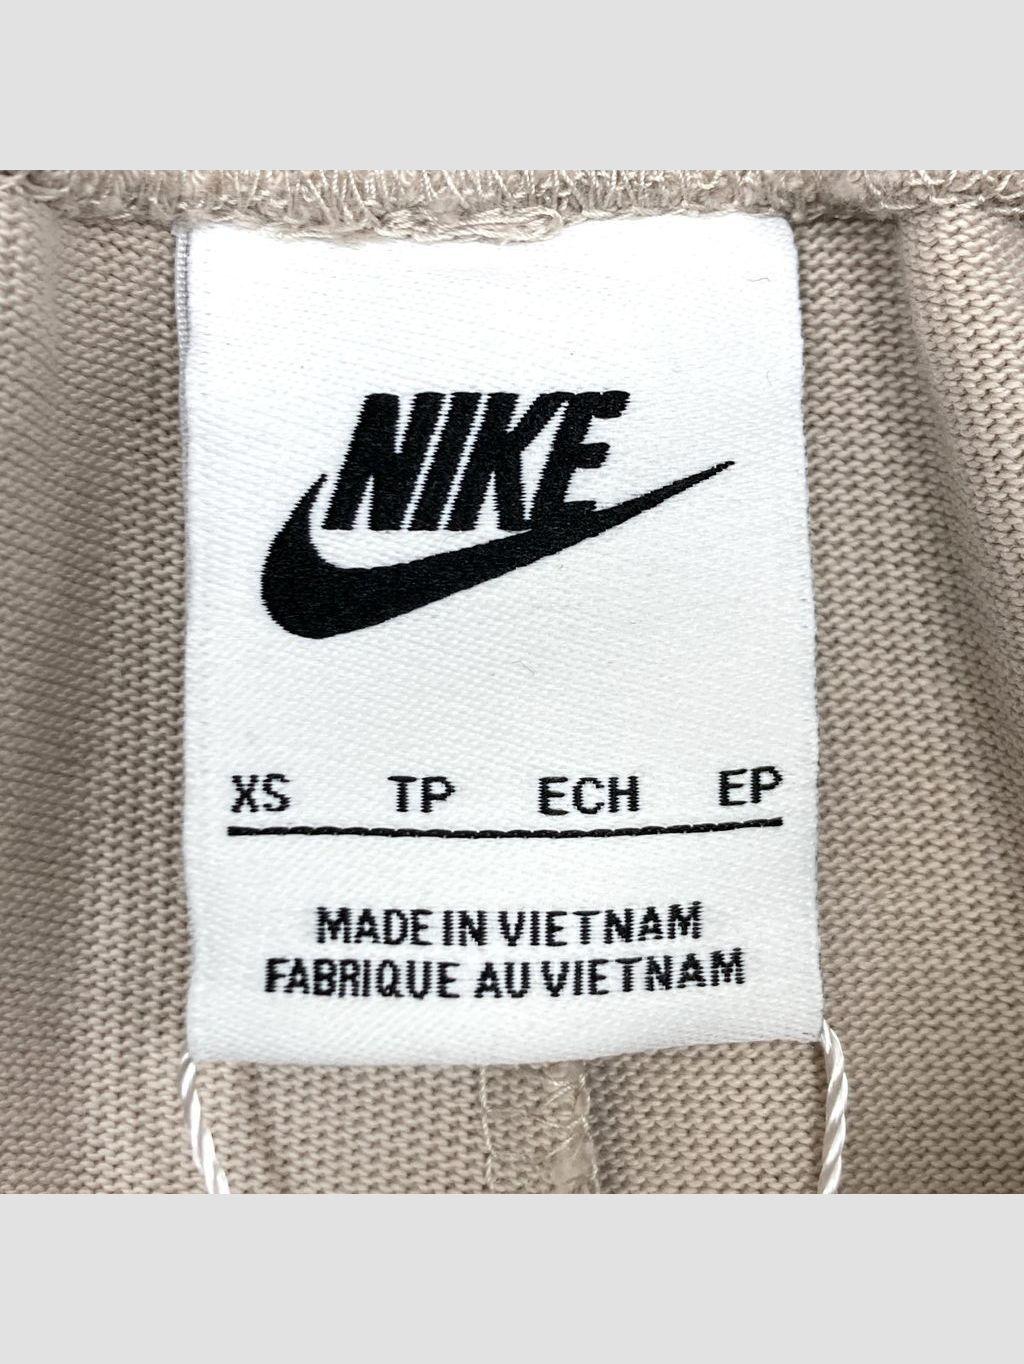 NIKE
XS TP ECH EP
MADE IN VIETNAM
FABRIQUE AU VIETNAM